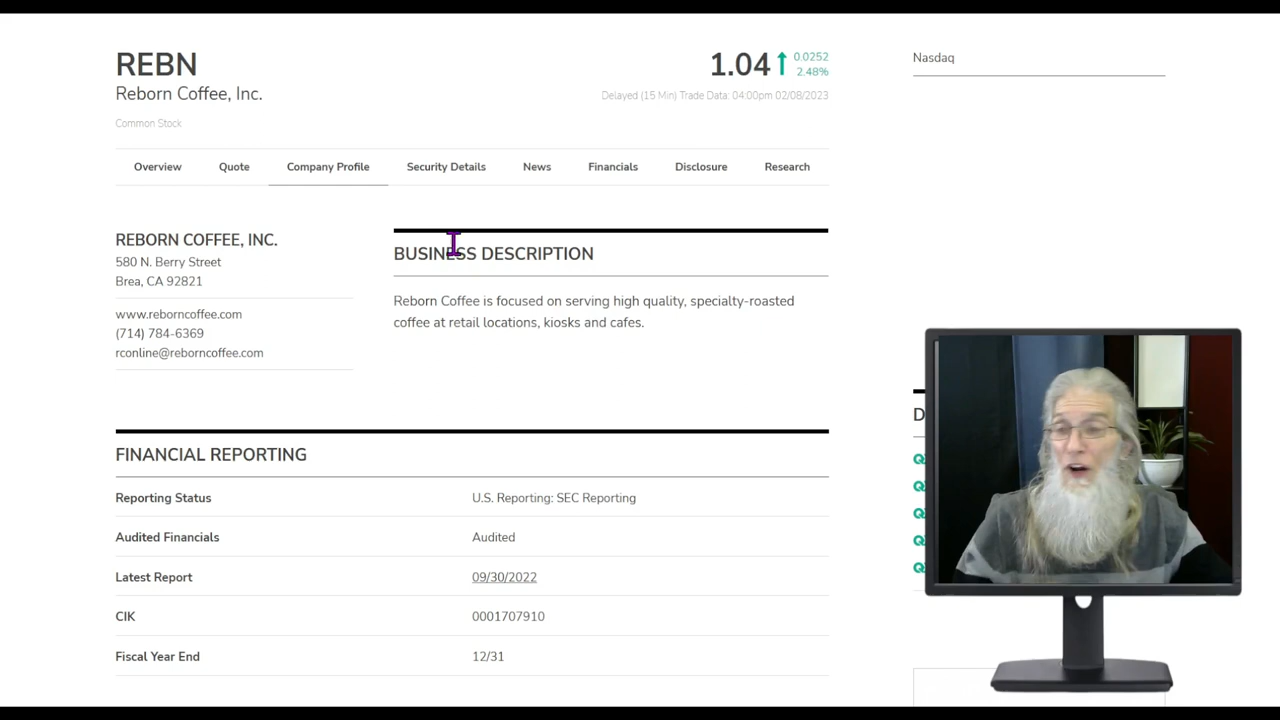 REBN
Reborn Coffee, Inc.
Common Stock
1.04
0.0252
2.48%
Delayed (15 Min) Trade Data: 04:00pm 02/08/2023
Nasdaq
Overview Quote Company Profile Security Details News Financials Disclosure Research
REBORN COFFEE, INC.
580 N. Berry Street
Brea, CA 92821
www.reborncoffee.com
(714) 784-6369
rconline@reborncoffee.com
BUSINESS DESCRIPTION
Reborn Coffee is focused on serving high quality, specialty-roasted
coffee at retail locations, kiosks and cafes.
FINANCIAL REPORTING
Reporting Status U.S. Reporting: SEC Reporting
Audited Financials Audited
Latest Report 09/30/2022
CIK 0001707910
Fiscal Year End 12/31